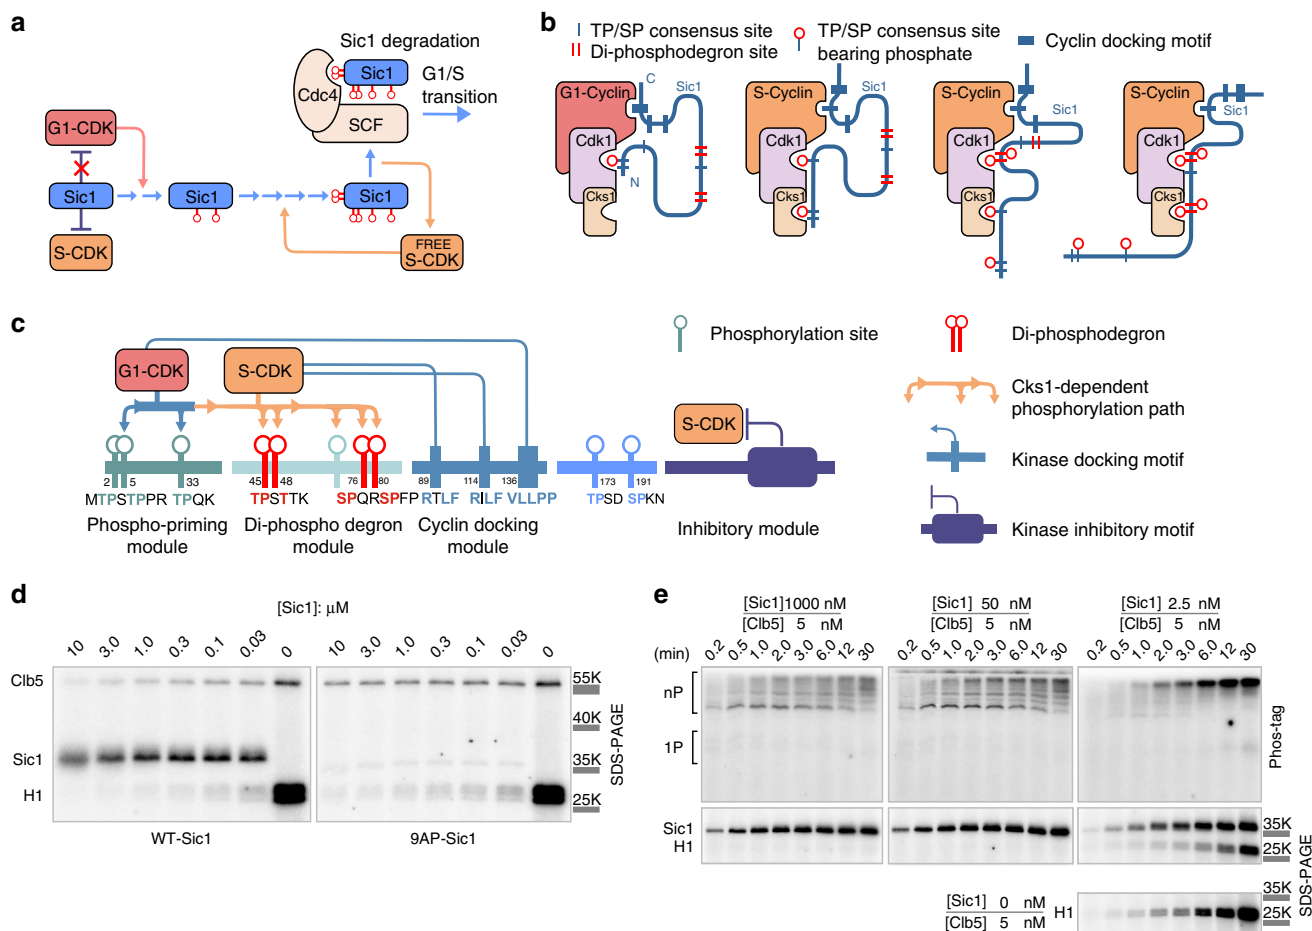 a
Sic1 degradation
Sic1
G1/S
transition
Cdc4
SCF
G1-CDK
Sic1
Sic1
Sic1
S-CDK
FREE
S-CDK
b
TP/SP consensus site
Di-phosphodegron site
TP/SP consensus site
bearing phosphate
Cyclin docking motif
G1-Cyclin
C
Sic1
Cdk1
N
Cks1
S-Cyclin
Sic1
Cdk1
Cks1
S-Cyclin
Sic1
Cdk1
Cks1
S-Cyclin
Sic1
Cdk1
Cks1
c
G1-CDK
S-CDK
2 5 33 45 48 76 80 89 114 136 173 191
MTPSTPPR TPQK TPSTTK SPQRSPFPRTLF RILF VLLPP TPSD SPKN
Phospho-priming
module
Di-phospho degron
module
Cyclin docking
module
S-CDK
Inhibitory module
Phosphorylation site
Di-phosphodegron
Cks1-dependent
phosphorylation path
Kinase docking motif
Kinase inhibitory motif
d
[Sic1]: μM
10 3.0 1.0 0.3 0.1 0.03 0 10 3.0 1.0 0.3 0.1 0.03 0
Clb5
Sic1
H1
55K
40K
35K
25K
SDS-PAGE
WT-Sic1
9AP-Sic1
e
[Sic1] 1000 nM
[Clb5] 5 nM
[Sic1] 50 nM
[Clb5] 5 nM
[Sic1] 2.5 nM
[Clb5] 5 nM
(min) 0.2 0.5 1.0 2.0 3.0 6.0 12 30 0.2 0.5 1.0 2.0 3.0 6.0 12 30 0.2 0.5 1.0 2.0 3.0 6.0 12 30
nP
1P
Phos-tag
Sic1
H1
35K
25K
SDS-PAGE
[Sic1] 0 nM
[Clb5] 5 nM
H1
35K
25K